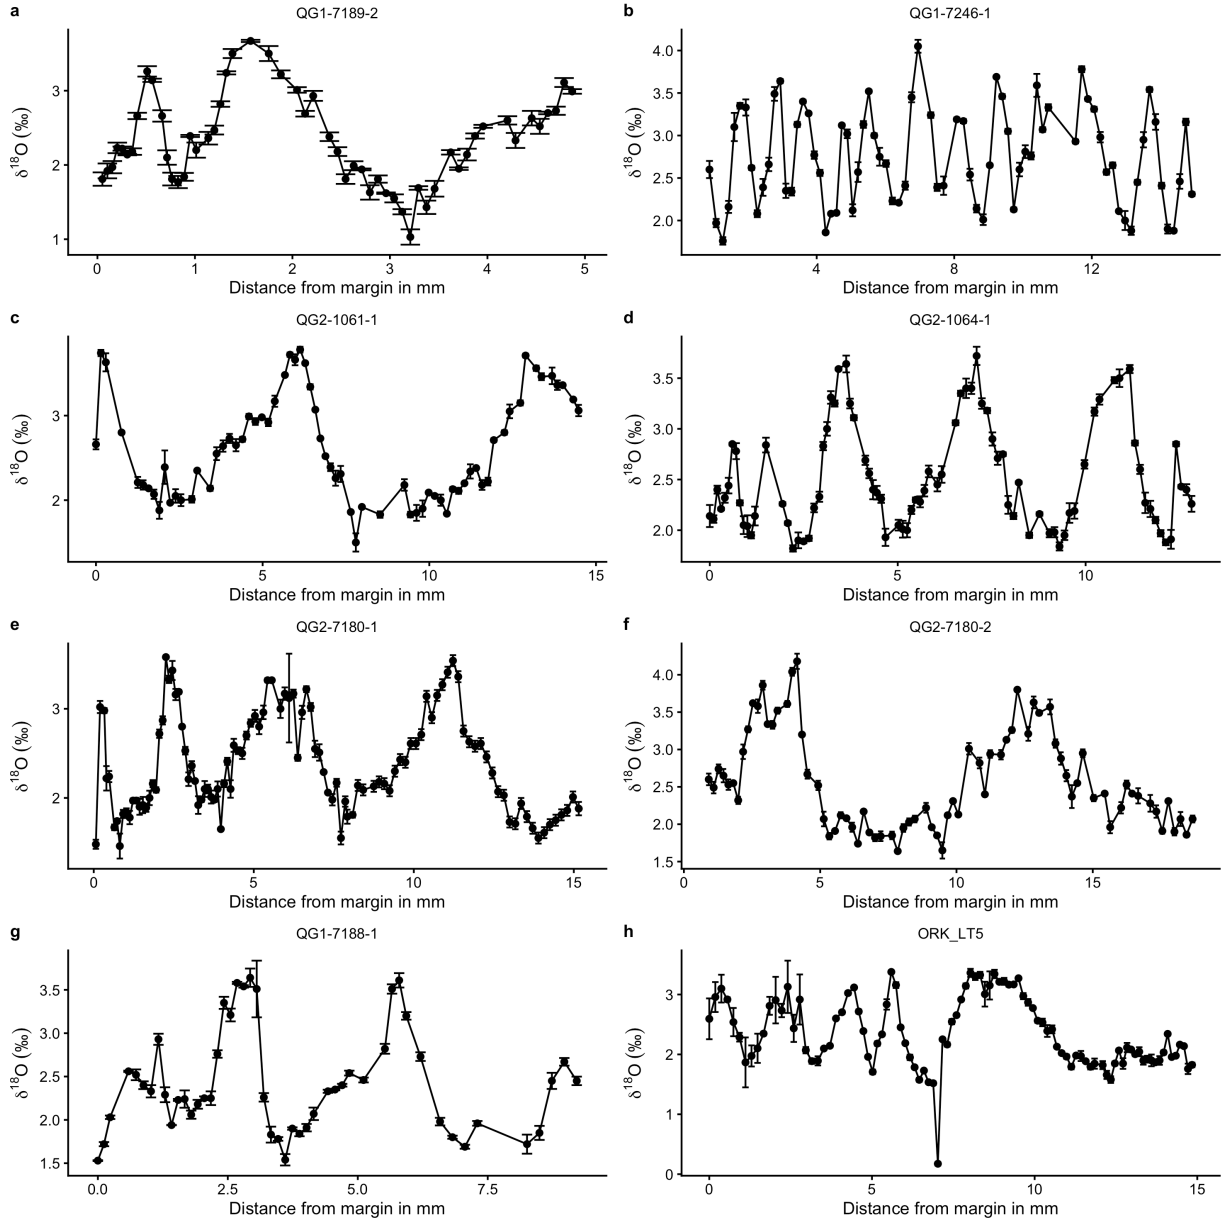 a
QG1-7189-2
3
2
1
δ18O (‰)
0 1 2 3 4 5
Distance from margin in mm
b
QG1-7246-1
4.0
3.5
3.0
2.5
2.0
δ18O (‰)
4 8 12
Distance from margin in mm
c
QG2-1061-1
3
2
δ18O (‰)
0 5 10 15
Distance from margin in mm
d
QG2-1064-1
3.5
3.0
2.5
2.0
δ18O (‰)
0 5 10
Distance from margin in mm
e
QG2-7180-1
3
2
δ18O (‰)
0 5 10 15
Distance from margin in mm
f
QG2-7180-2
4.0
3.5
3.0
2.5
2.0
1.5
δ18O (‰)
0 5 10 15
Distance from margin in mm
g
QG1-7188-1
3.5
3.0
2.5
2.0
1.5
δ18O (‰)
0.0 2.5 5.0 7.5
Distance from margin in mm
h
ORK_LT5
3
2
1
0
δ18O (‰)
0 5 10 15
Distance from margin in mm